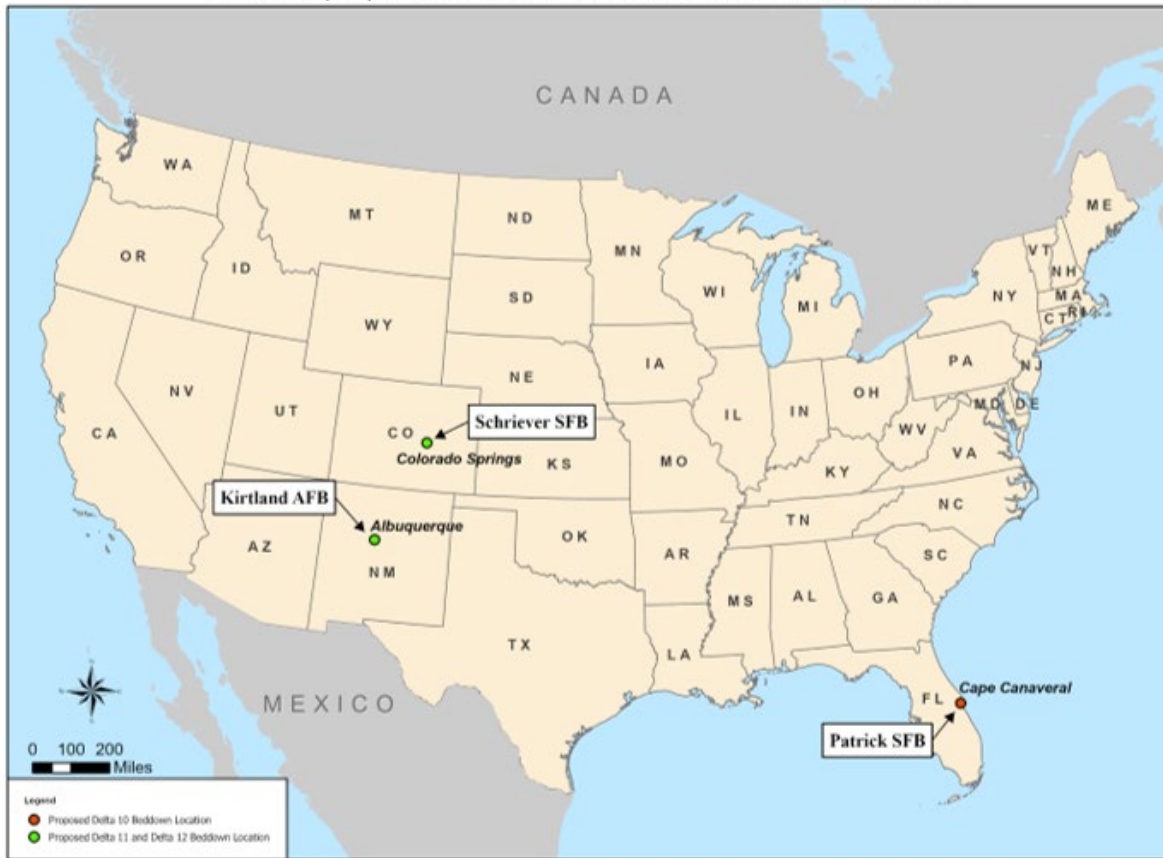 CANADA
WA
MT
ND
MN
ME
VT
NH
OR
ID
SD
WI
MI
NY
MA
CT
RI
WY
IA
PA
NJ
NE
OH
NV
UT
IL
IN
MD
DE
WV
VA
CA
CO
Schriever SFB
Colorado Springs
KS
MO
KY
Kirtland AFB
Albuquerque
NC
TN
AZ
NM
OK
AR
SC
MS
AL
GA
TX
LA
MEXICO
Cape Canaveral
FL
Patrick SFB
0 100 200
Miles
Legend
Proposed Delta 10 Beddown Location
Proposed Delta 11 and Delta 12 Beddown Location